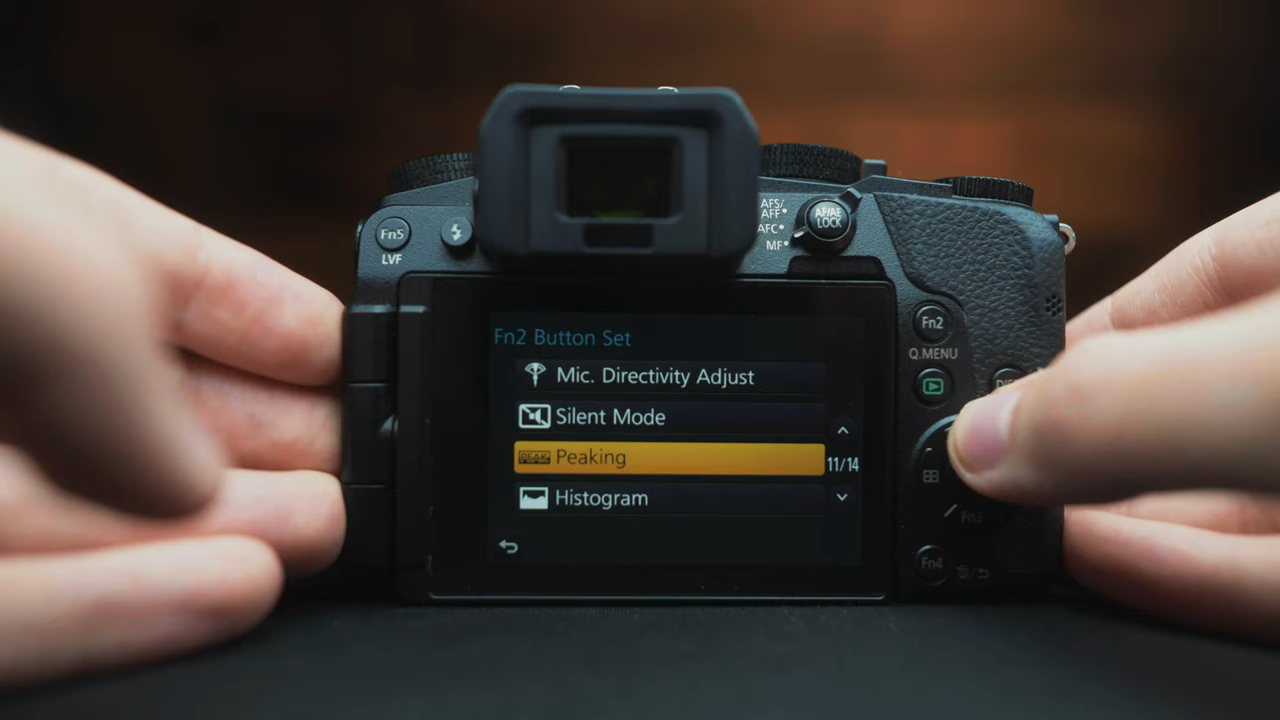 Fn5
LVF
AFS/
AFF
AFC
MF
AF/AE
LOCK
Fn2 Button Set
Mic. Directivity Adjust
Silent Mode
PEAK
Peaking
Histogram
11/14
Fn2
Q.MENU
Fn3
Fn4